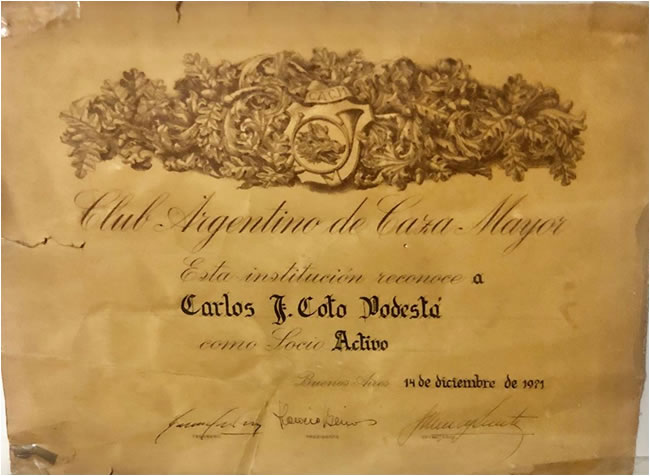 Club Argentino de Caza Mayor
Esta institución reconoce a
Carlos J. Coto Podestá
como Socio Activo
Buenos Aires 14 de diciembre de